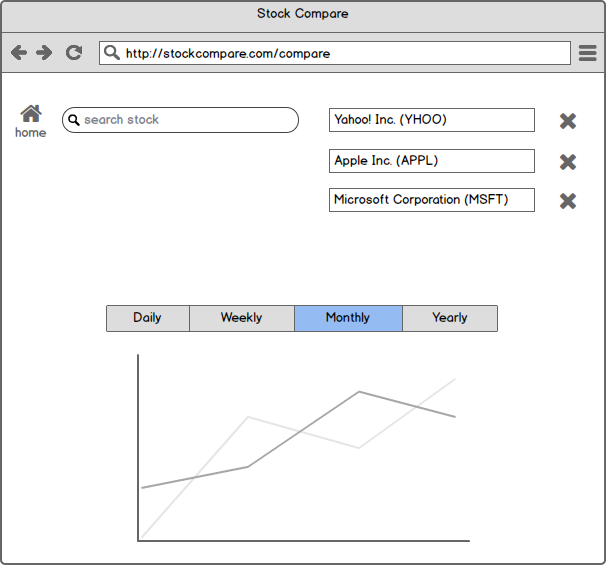 Stock Compare
http://stockcompare.com/compare
home
search stock
Yahoo! Inc. (YHOO)
Apple Inc. (APPL)
Microsoft Corporation (MSFT)
Daily Weekly Monthly Yearly